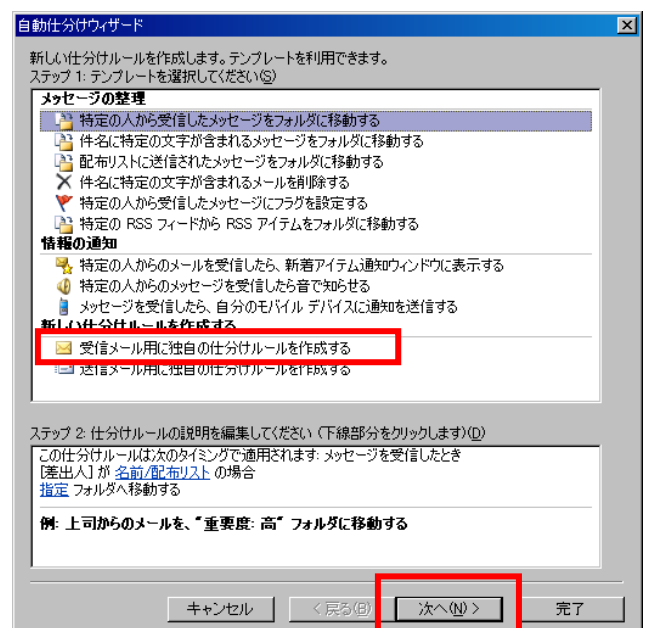 自動仕分けウィザード
新しい仕分けルールを作成します。テンプレートを利用できます。
ステップ 1: テンプレートを選択してください(S)
メッセージの整理
特定の人から受信したメッセージをフォルダに移動する
件名に特定の文字が含まれるメッセージをフォルダに移動する
配布リストに送信されたメッセージをフォルダに移動する
件名に特定の文字が含まれるメールを削除する
特定の人から受信したメッセージにフラグを設定する
特定の RSS フィードから RSS アイテムをフォルダに移動する
情報の通知
特定の人からのメールを受信したら、新着アイテム通知ウィンドウに表示する
特定の人からのメッセージを受信したら音で知らせる
メッセージを受信したら、自分のモバイル デバイスに通知を送信する
新しい仕分けルールを作成する
受信メール用に独自の仕分けルールを作成する
送信メール用に独自の仕分けルールを作成する
ステップ 2: 仕分けルールの説明を編集してください (下線部分をクリックします)(D)
この仕分けルールは次のタイミングで適用されます: メッセージを受信したとき
[差出人] が 名前/配布リスト の場合
指定 フォルダへ移動する
例: 上司からのメールを、"重要度: 高" フォルダに移動する
キャンセル < 戻る(B) 次へ(N) > 完了